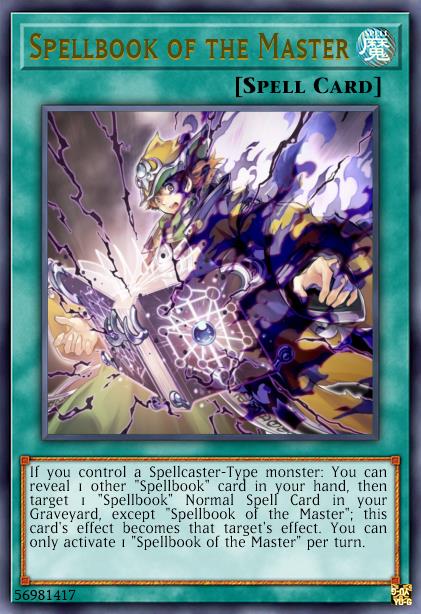 Spellbook of the Master
SPELL
魔
[Spell Card]
If you control a Spellcaster-Type monster: You can
reveal 1 other "Spellbook" card in your hand, then
target 1 "Spellbook" Normal Spell Card in your
Graveyard, except "Spellbook of the Master"; this
card's effect becomes that target's effect. You can
only activate 1 "Spellbook of the Master" per turn.
56981417